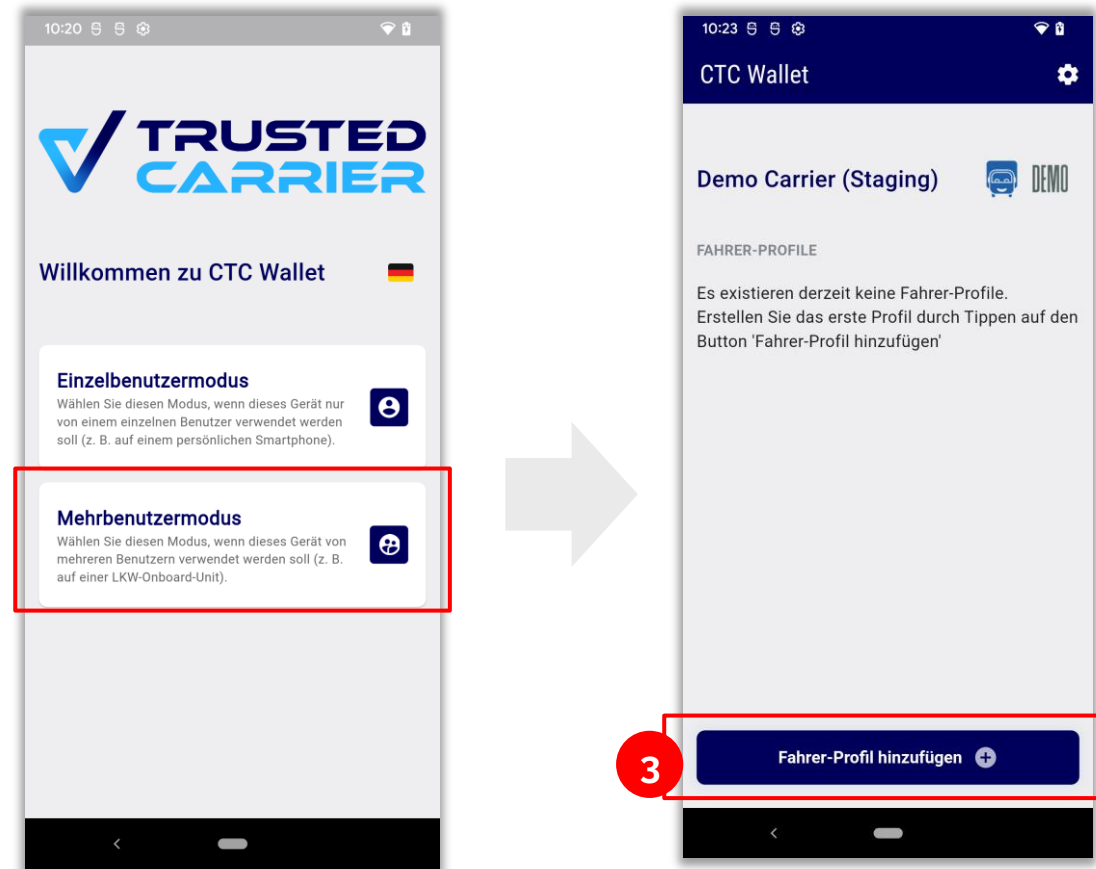 10:20
TRUSTED
CARRIER
Willkommen zu CTC Wallet
Einzelbenutzermodus
Wählen Sie diesen Modus, wenn dieses Gerät nur
von einem einzelnen Benutzer verwendet werden
soll (z. B. auf einem persönlichen Smartphone).
Mehrbenutzermodus
Wählen Sie diesen Modus, wenn dieses Gerät von
mehreren Benutzern verwendet werden soll (z. B.
auf einer LKW-Onboard-Unit).
10:23
CTC Wallet
Demo Carrier (Staging)
DEMO
FAHRER-PROFILE
Es existieren derzeit keine Fahrer-Profile.
Erstellen Sie das erste Profil durch Tippen auf den
Button 'Fahrer-Profil hinzufügen'
3
Fahrer-Profil hinzufügen